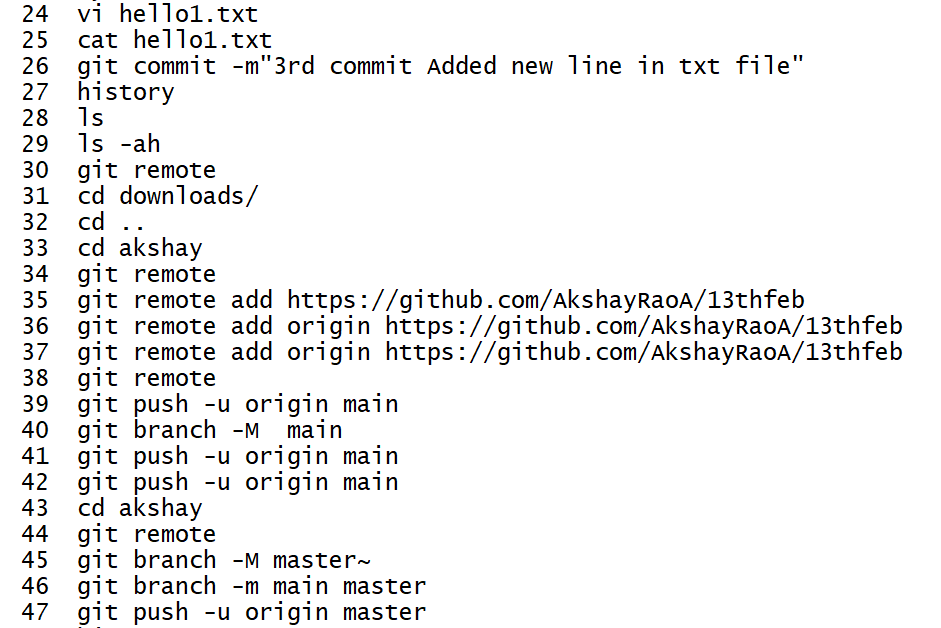 24 vi hello1.txt
25 cat hello1.txt
26 git commit -m"3rd commit Added new line in txt file"
27 history
28 ls
29 ls -ah
30 git remote
31 cd downloads/
32 cd ..
33 cd akshay
34 git remote
35 git remote add https://github.com/AkshayRaoA/13thfeb
36 git remote add origin https://github.com/AkshayRaoA/13thfeb
37 git remote add origin https://github.com/AkshayRaoA/13thfeb
38 git remote
39 git push -u origin main
40 git branch -M  main
41 git push -u origin main
42 git push -u origin main
43 cd akshay
44 git remote
45 git branch -M master~
46 git branch -m main master
47 git push -u origin master